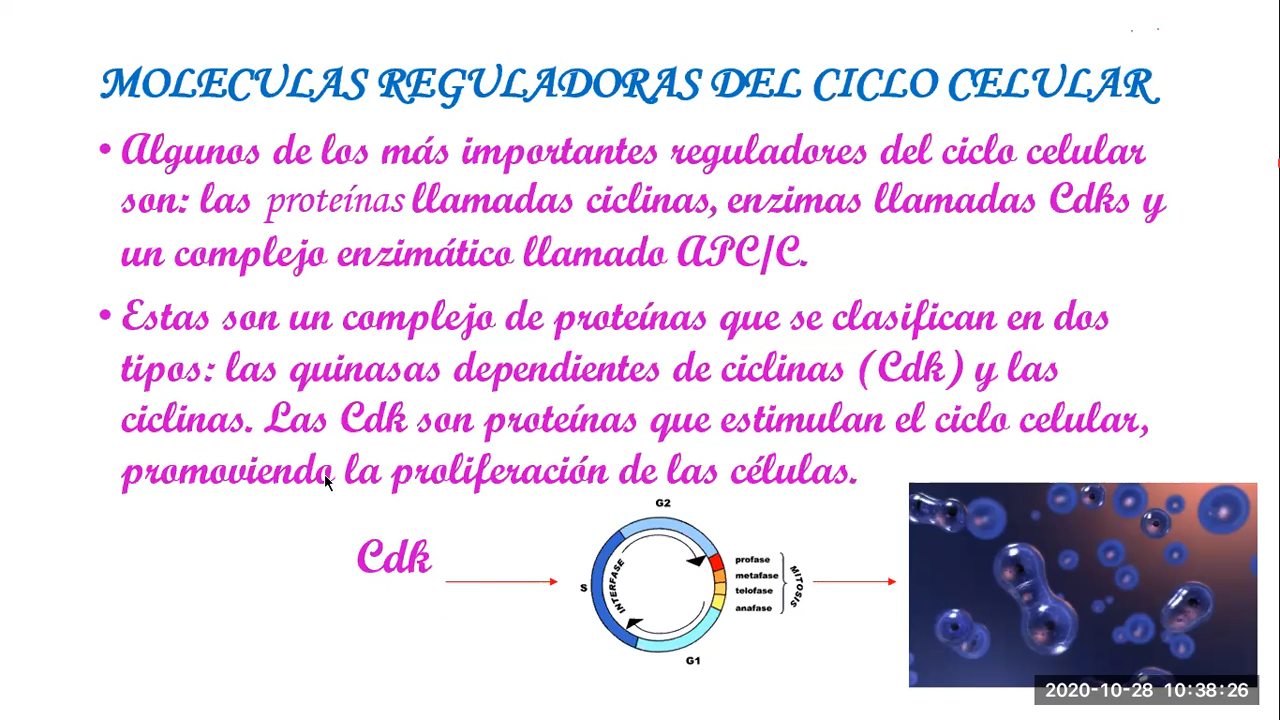 MOLECULAS REGULADORAS DEL CICLO CELULAR
• Algunos de los más importantes reguladores del ciclo celular
son: las proteínas llamadas ciclinas, enzimas llamadas Cdks y
un complejo enzimático llamado APC/C.
• Estas son un complejo de proteínas que se clasifican en dos
tipos: las quinasas dependientes de ciclinas (Cdk) y las
ciclinas. Las Cdk son proteínas que estimulan el ciclo celular,
promoviendo la proliferación de las células.
Cdk
G2
S
INTERFASE
G1
profase
metafase
telofase
anafase
MITOSIS
2020-10-28 10:38:26